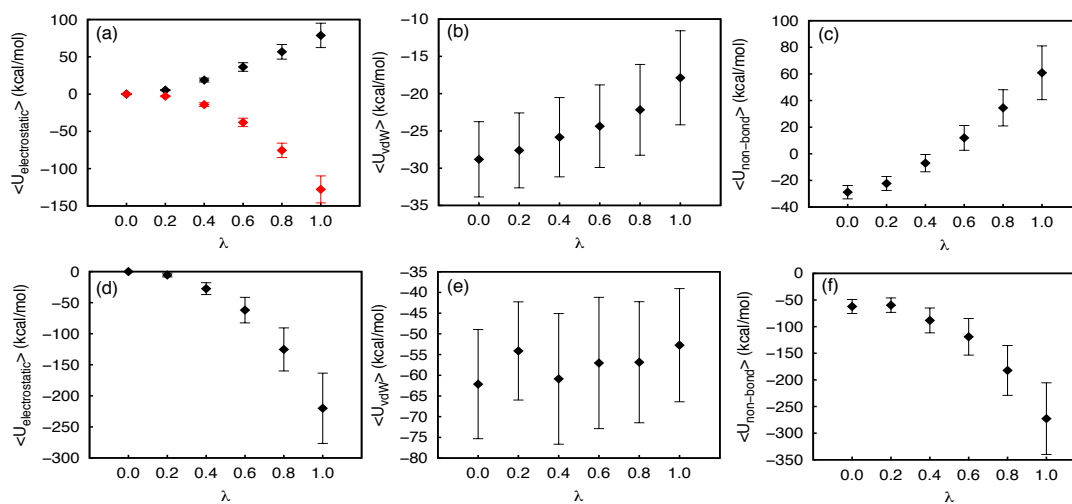 (a)
<U_electrostatic> (kcal/mol)
100
50
0
−50
−100
−150
0.0 0.2 0.4 0.6 0.8 1.0
λ
(b)
<U_vdW> (kcal/mol)
−10
−15
−20
−25
−30
−35
0.0 0.2 0.4 0.6 0.8 1.0
λ
(c)
<U_non−bond> (kcal/mol)
100
80
60
40
20
0
−20
−40
0.0 0.2 0.4 0.6 0.8 1.0
λ
(d)
<U_electrostatic> (kcal/mol)
0
−50
−100
−150
−200
−250
−300
0.0 0.2 0.4 0.6 0.8 1.0
λ
(e)
<U_vdW> (kcal/mol)
−35
−40
−45
−50
−55
−60
−65
−70
−75
−80
0.0 0.2 0.4 0.6 0.8 1.0
λ
(f)
<U_non−bond> (kcal/mol)
0
−50
−100
−150
−200
−250
−300
−350
0.0 0.2 0.4 0.6 0.8 1.0
λ